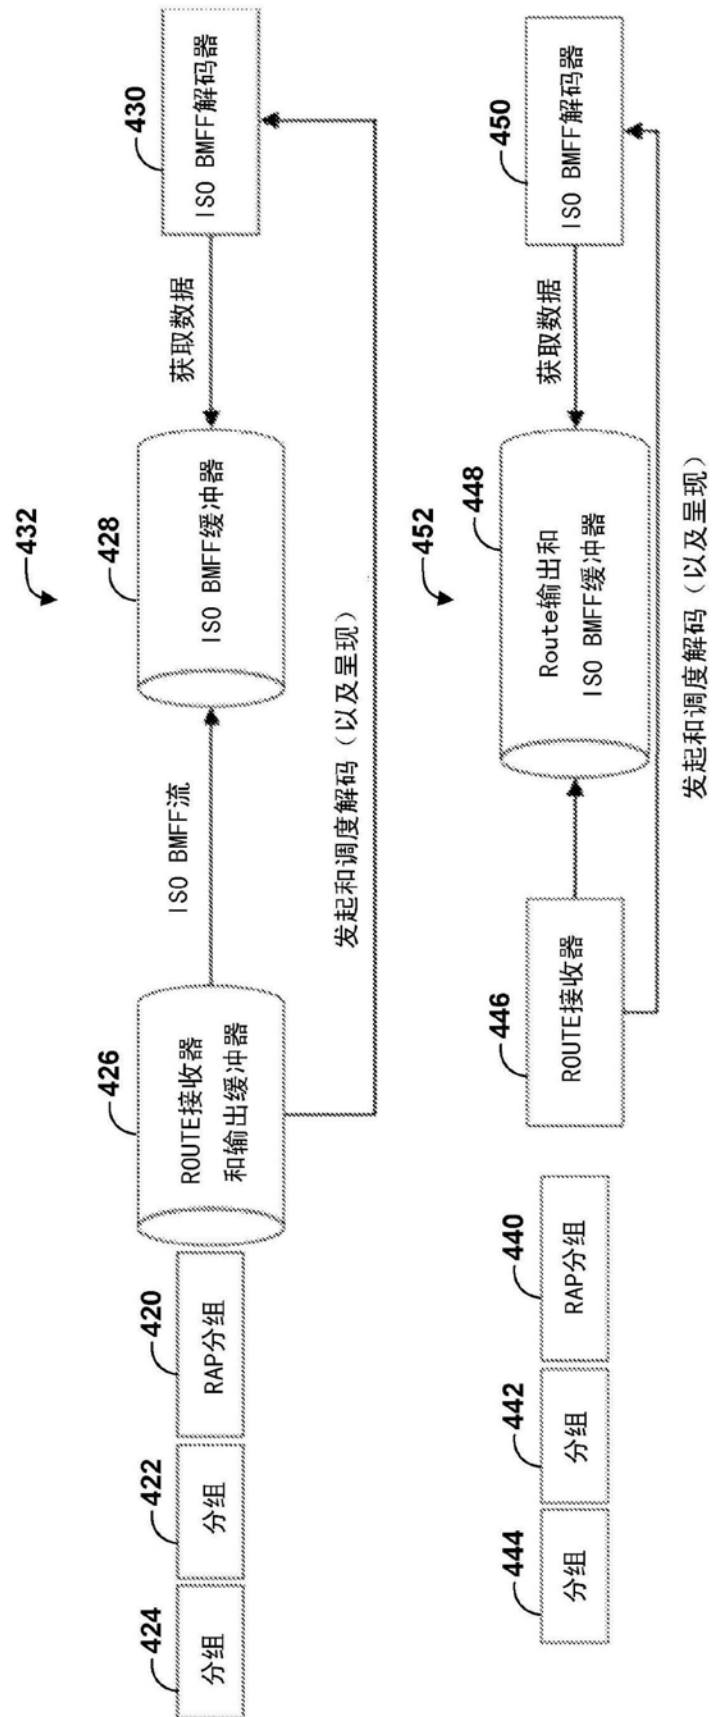 432
424
分组
422
分组
420
RAP分组
426
ROUTE接收器
和输出缓冲器
ISO BMFF流
428
ISO BMFF缓冲器
获取数据
430
ISO BMFF解码器
发起和调度解码（以及呈现）
452
444
分组
442
分组
440
RAP分组
446
ROUTE接收器
448
Route输出和
ISO BMFF缓冲器
获取数据
450
ISO BMFF解码器
发起和调度解码（以及呈现）